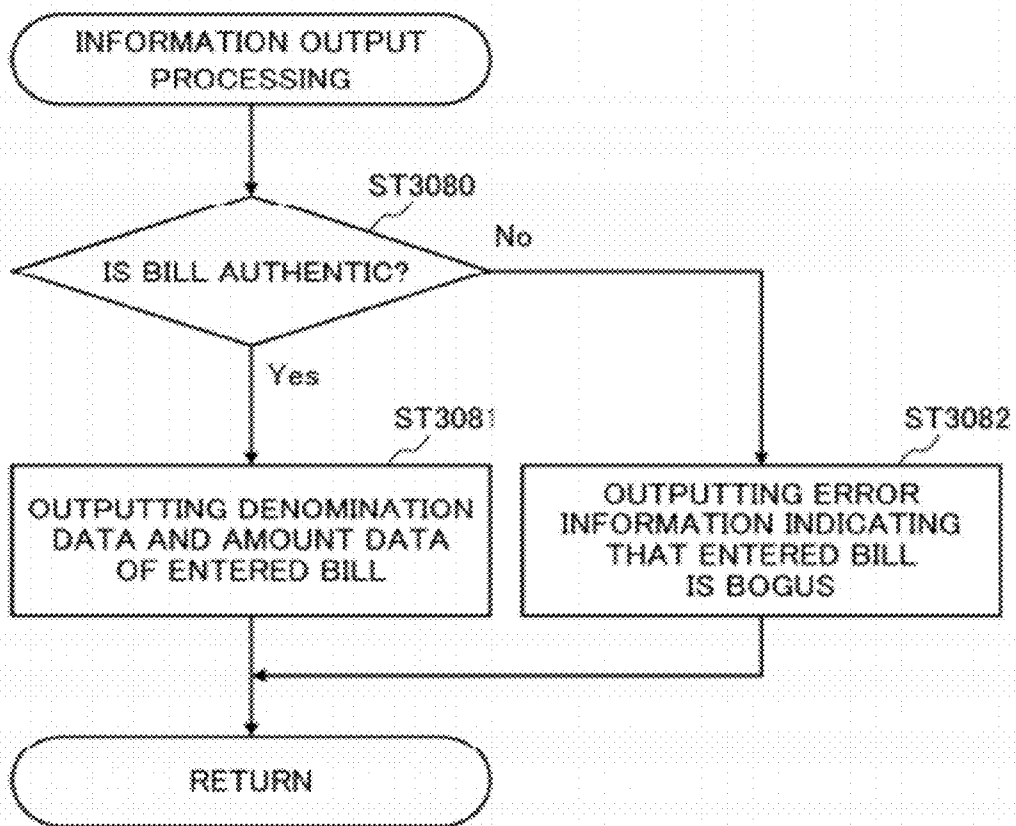 INFORMATION OUTPUT
PROCESSING
ST3080
No
IS BILL AUTHENTIC?
Yes
ST3081
ST3082
OUTPUTTING DENOMINATION
DATA AND AMOUNT DATA
OF ENTERED BILL
OUTPUTTING ERROR
INFORMATION INDICATING
THAT ENTERED BILL
IS BOGUS
RETURN